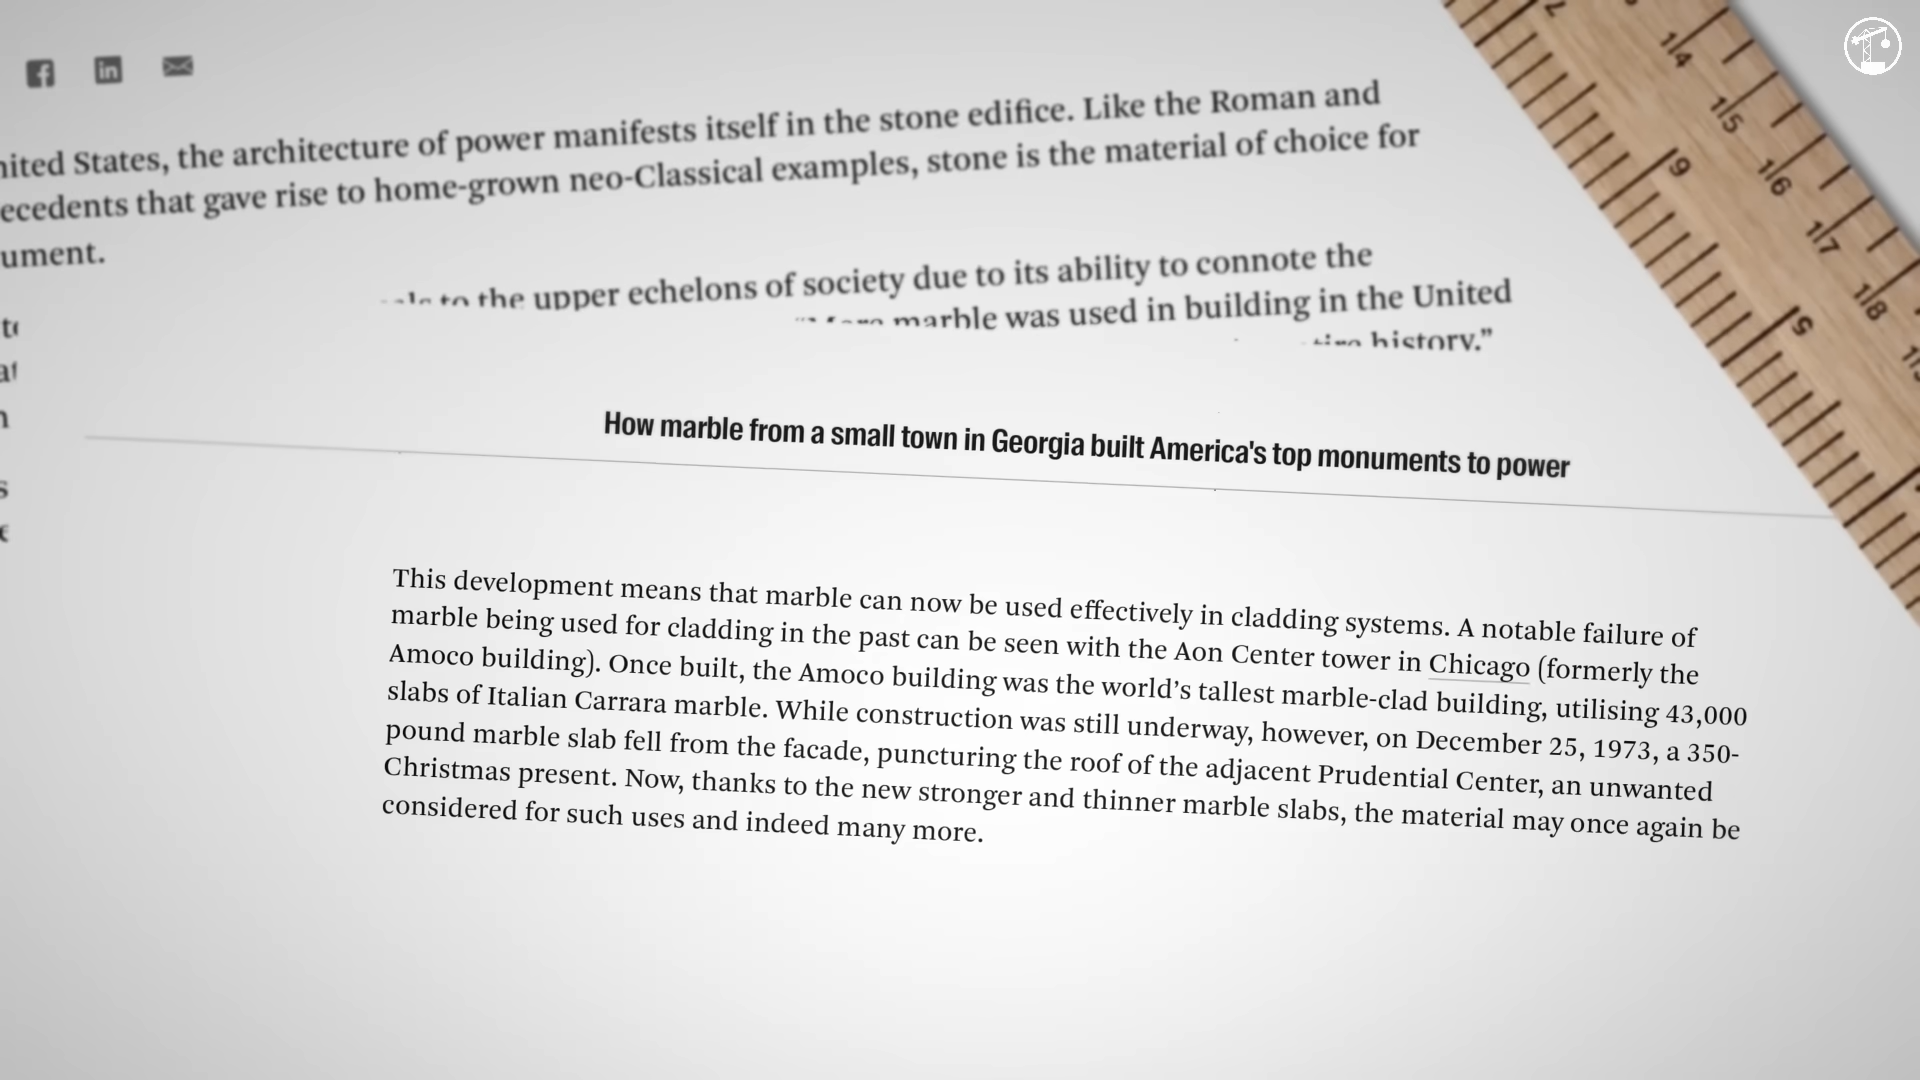 States, the architecture of power manifests itself in the stone edifice. Like the Roman and
that gave rise to home-grown neo-Classical examples, stone is the material of choice for
to the upper echelons of society due to its ability to connote the
marble was used in building in the United
history.”
How marble from a small town in Georgia built America's top monuments to power
This development means that marble can now be used effectively in cladding systems. A notable failure of
marble being used for cladding in the past can be seen with the Aon Center tower in Chicago (formerly the
Amoco building). Once built, the Amoco building was the world’s tallest marble-clad building, utilising 43,000
slabs of Italian Carrara marble. While construction was still underway, however, on December 25, 1973, a 350-
pound marble slab fell from the facade, puncturing the roof of the adjacent Prudential Center, an unwanted
Christmas present. Now, thanks to the new stronger and thinner marble slabs, the material may once again be
considered for such uses and indeed many more.
14
15
16
17
18
6
5